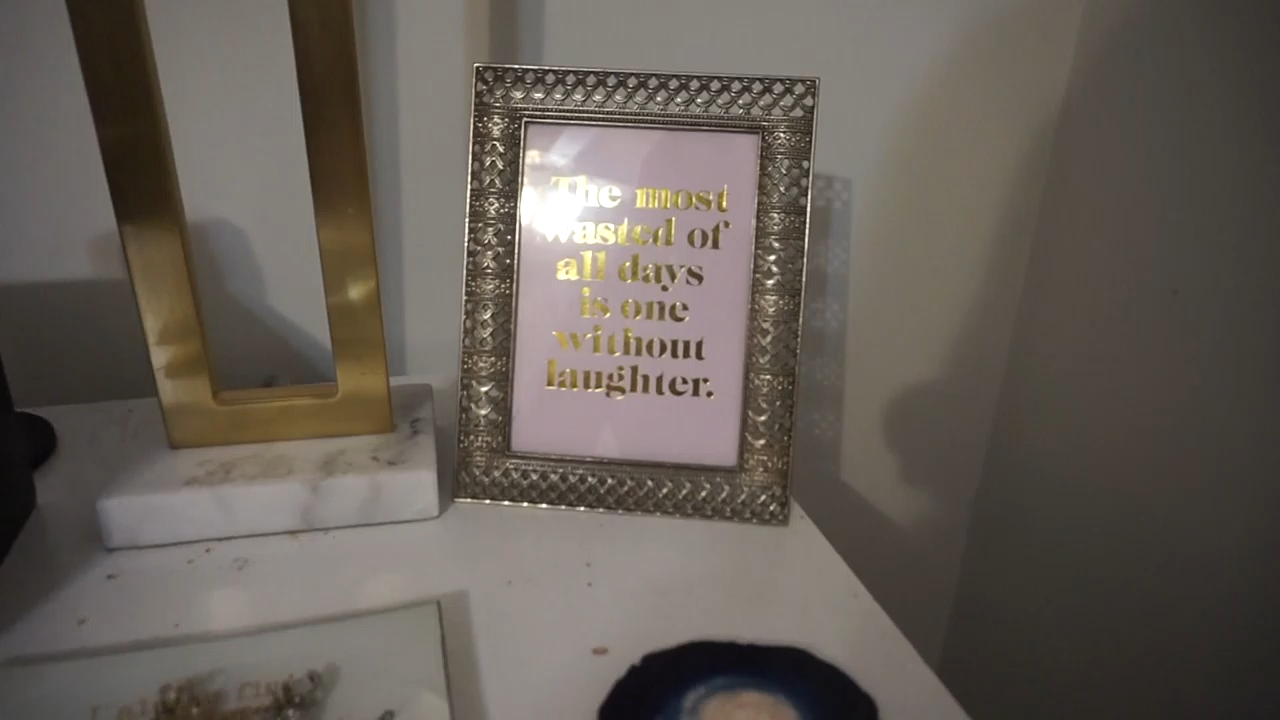 The most
wasted of
all days
is one
without
laughter.